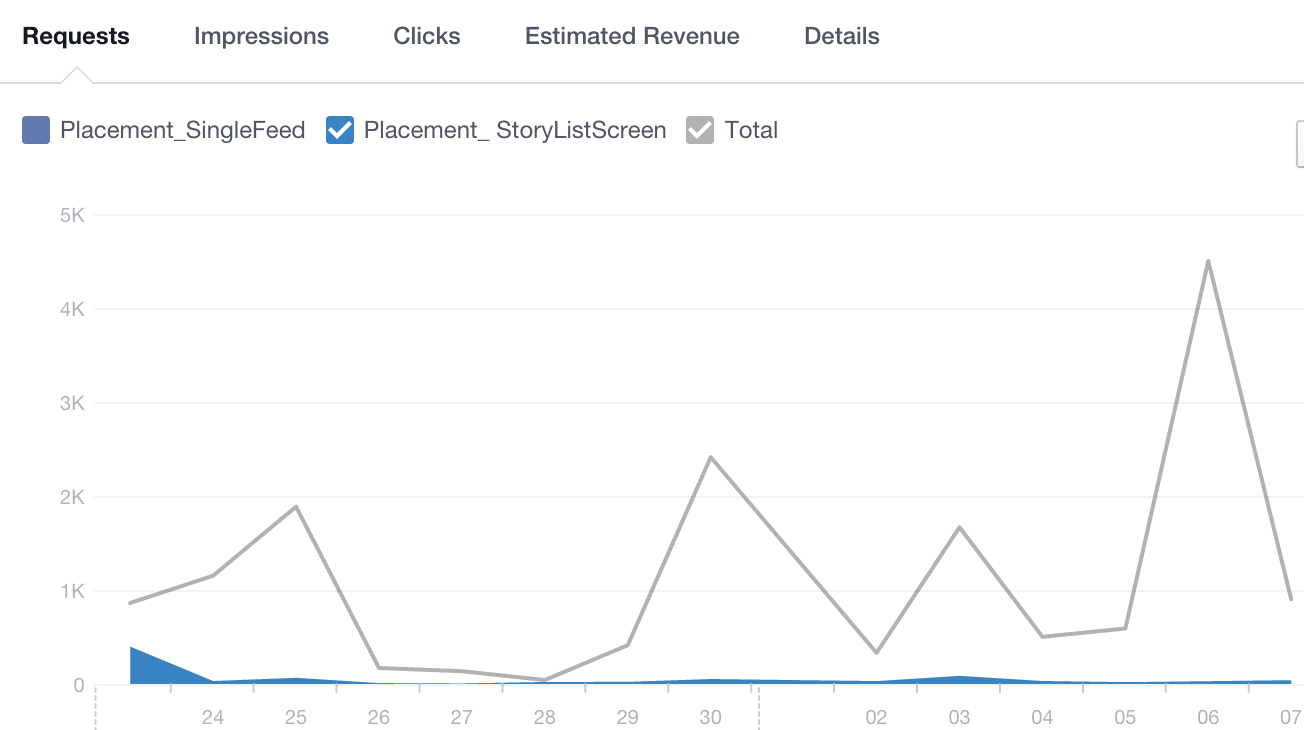 Requests Impressions Clicks Estimated Revenue Details
Placement_SingleFeed Placement_ StoryListScreen Total
5K
4K
3K
2K
1K
0
24 25 26 27 28 29 30 02 03 04 05 06 07